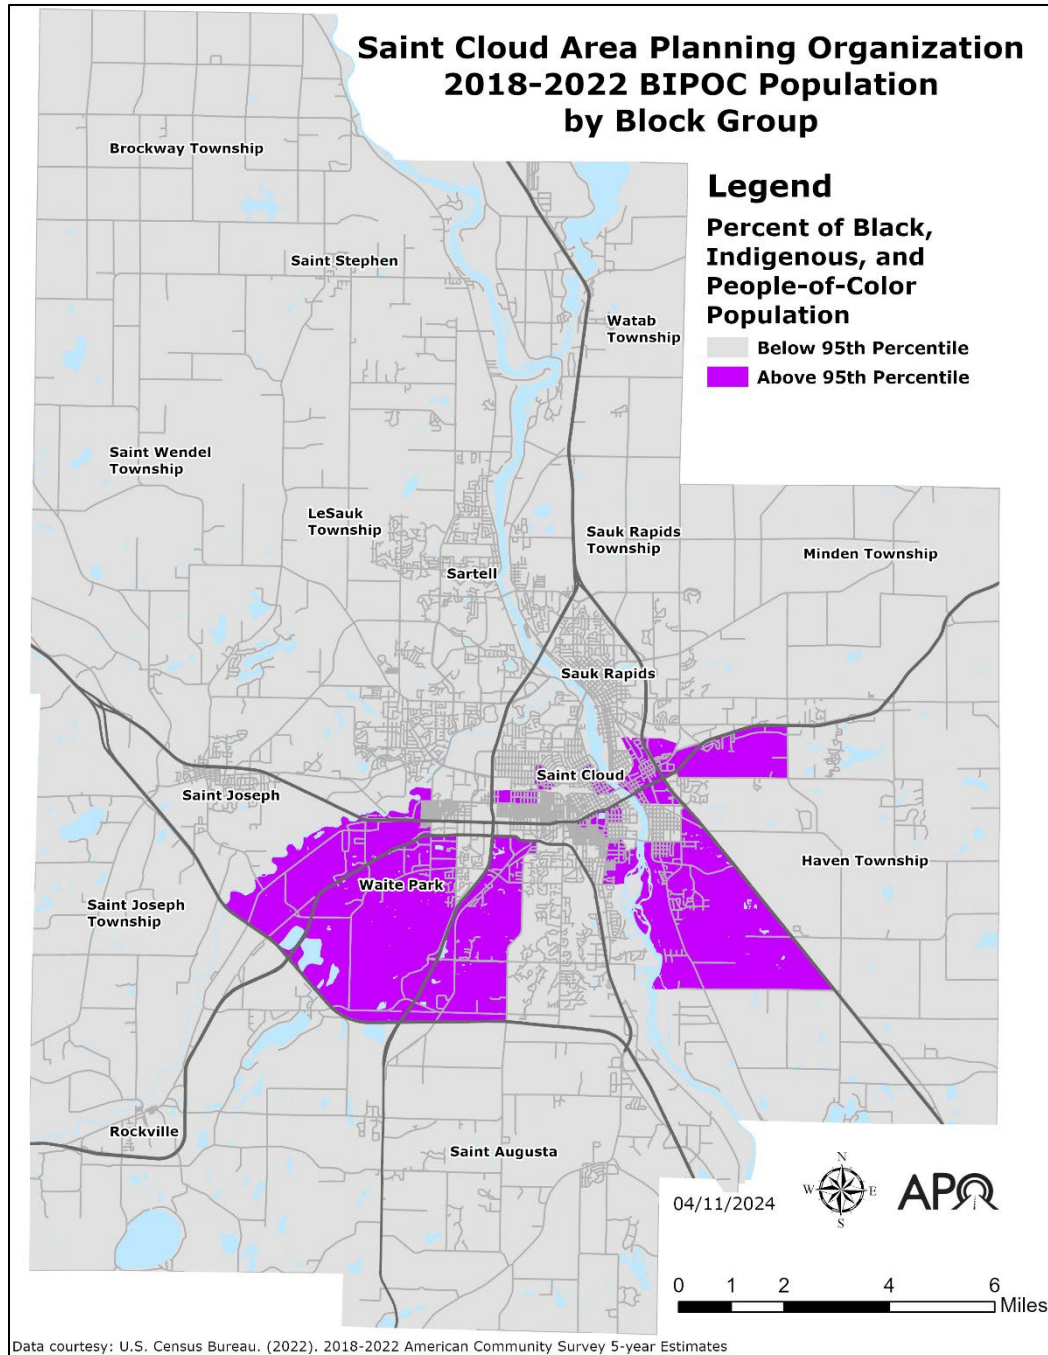 Saint Cloud Area Planning Organization
2018-2022 BIPOC Population
by Block Group
Legend
Percent of Black,
Indigenous, and
People-of-Color
Population
Below 95th Percentile
Above 95th Percentile
Brockway Township
Saint Stephen
Watab
Township
Saint Wendel
Township
LeSauk
Township
Sartell
Sauk Rapids
Township
Minden Township
Sauk Rapids
Saint Cloud
Saint Joseph
Waite Park
Haven Township
Saint Joseph
Township
Rockville
Saint Augusta
04/11/2024
N
W
E
S
APO
0 1 2 4 6
Miles
Data courtesy: U.S. Census Bureau. (2022). 2018-2022 American Community Survey 5-year Estimates